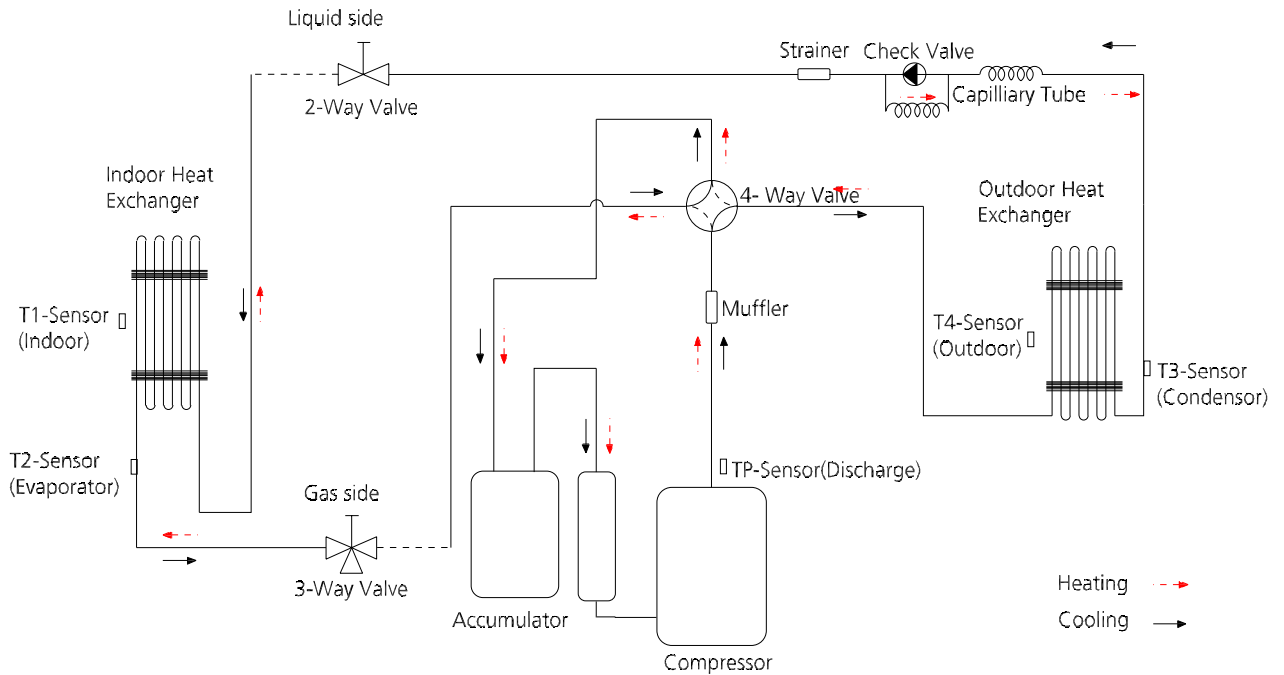 Liquid side
2-Way Valve
Strainer
Check Valve
Capilliary Tube
Indoor Heat
Exchanger
4- Way Valve
Outdoor Heat
Exchanger
T1-Sensor
(Indoor)
Muffler
T4-Sensor
(Outdoor)
T3-Sensor
(Condensor)
T2-Sensor
(Evaporator)
TP-Sensor(Discharge)
Gas side
3-Way Valve
Accumulator
Compressor
Heating
Cooling